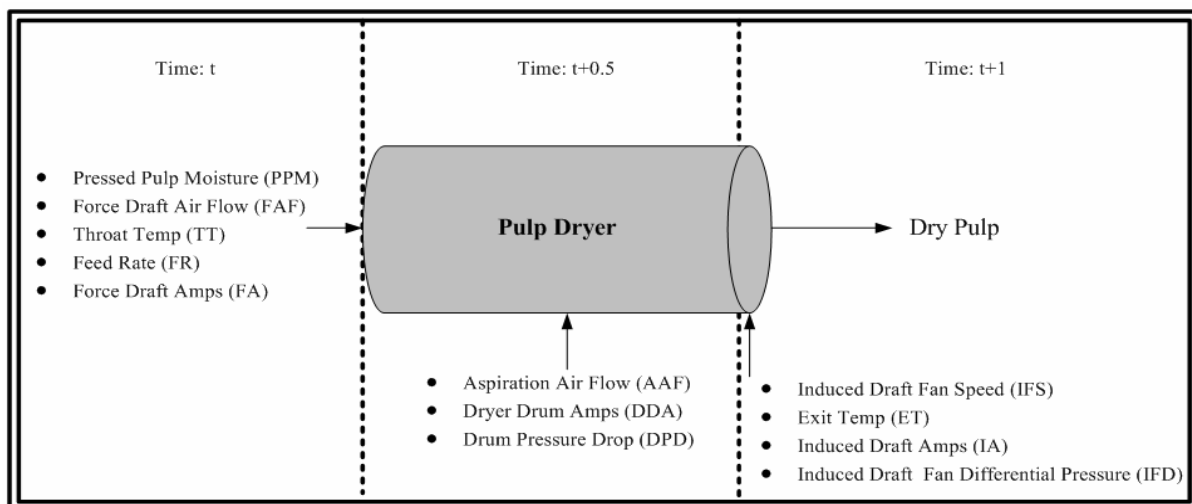 Time: t
Time: t+0.5
Time: t+1
• Pressed Pulp Moisture (PPM)
• Force Draft Air Flow (FAF)
• Throat Temp (TT)
• Feed Rate (FR)
• Force Draft Amps (FA)
Pulp Dryer
Dry Pulp
• Aspiration Air Flow (AAF)
• Dryer Drum Amps (DDA)
• Drum Pressure Drop (DPD)
• Induced Draft Fan Speed (IFS)
• Exit Temp (ET)
• Induced Draft Amps (IA)
• Induced Draft Fan Differential Pressure (IFD)